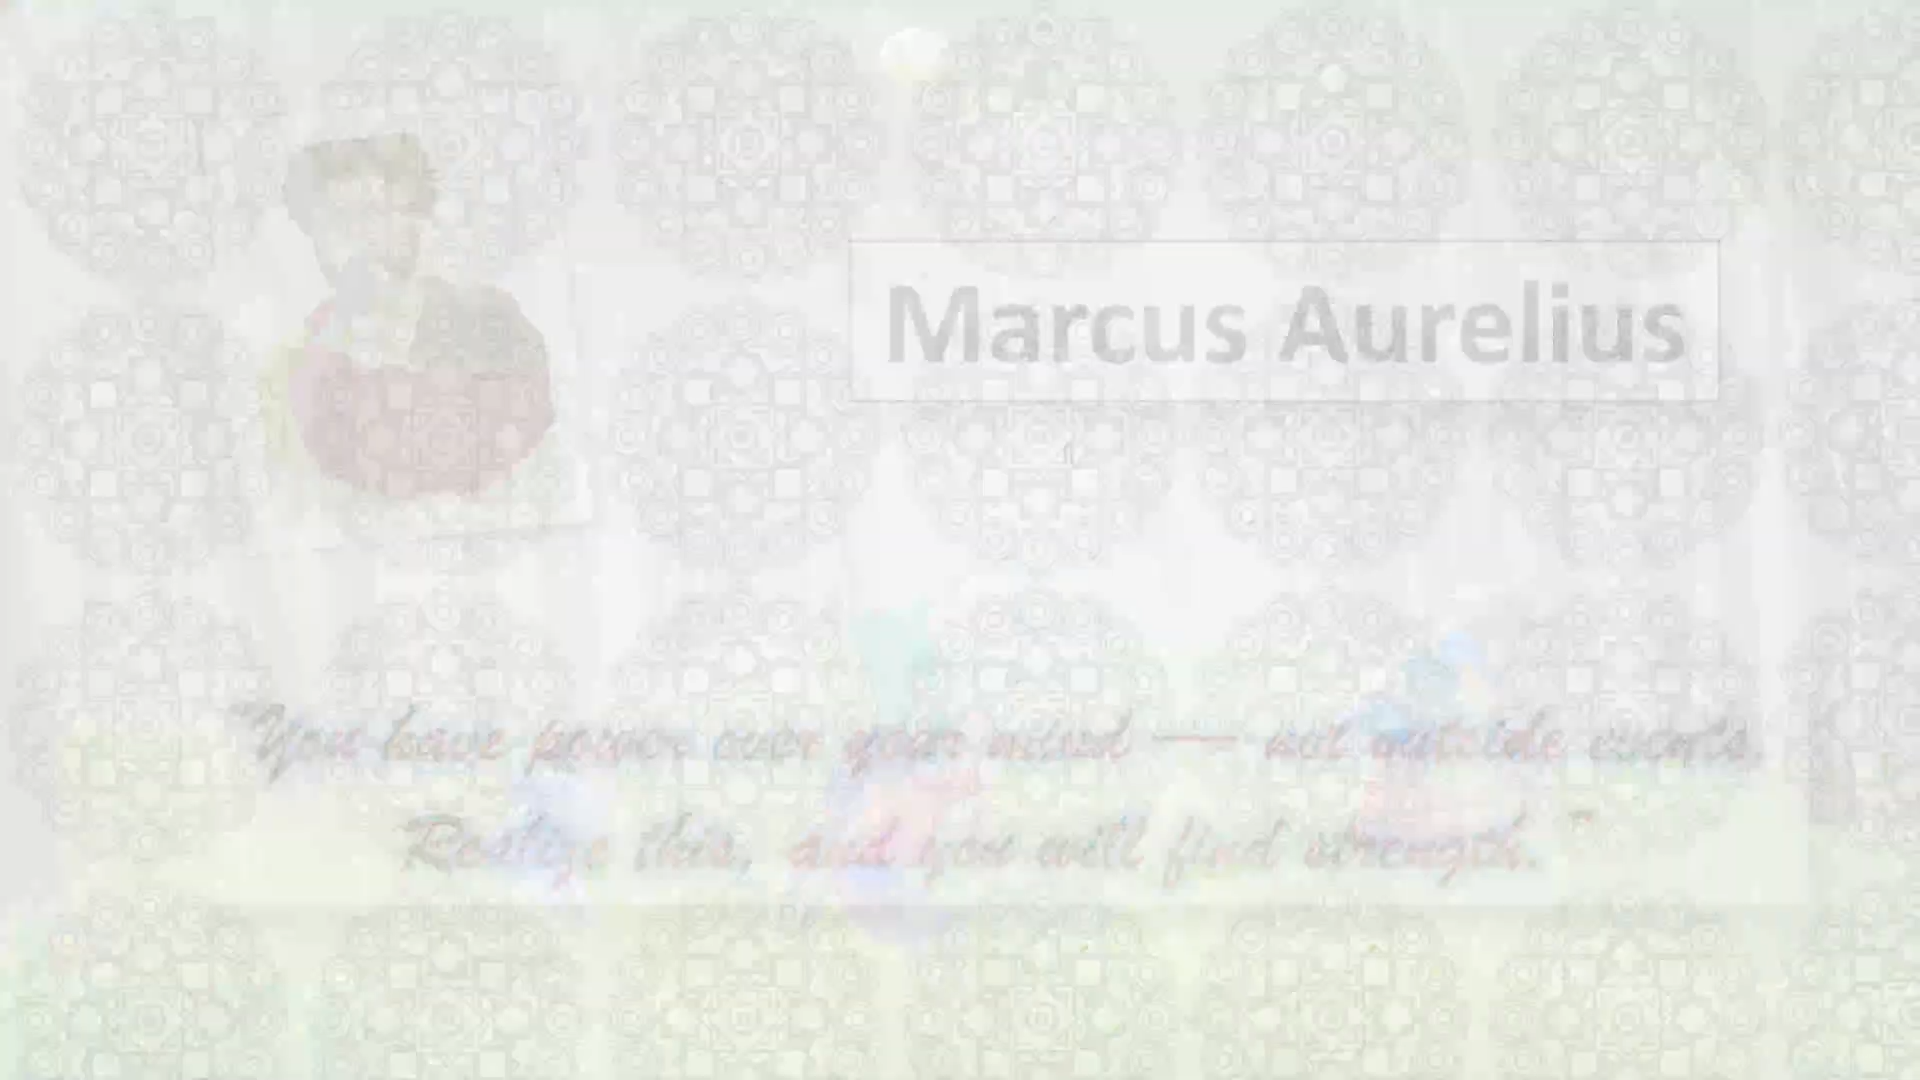 Marcus Aurelius
"You have power over your mind — not outside events.
Realize this, and you will find strength."